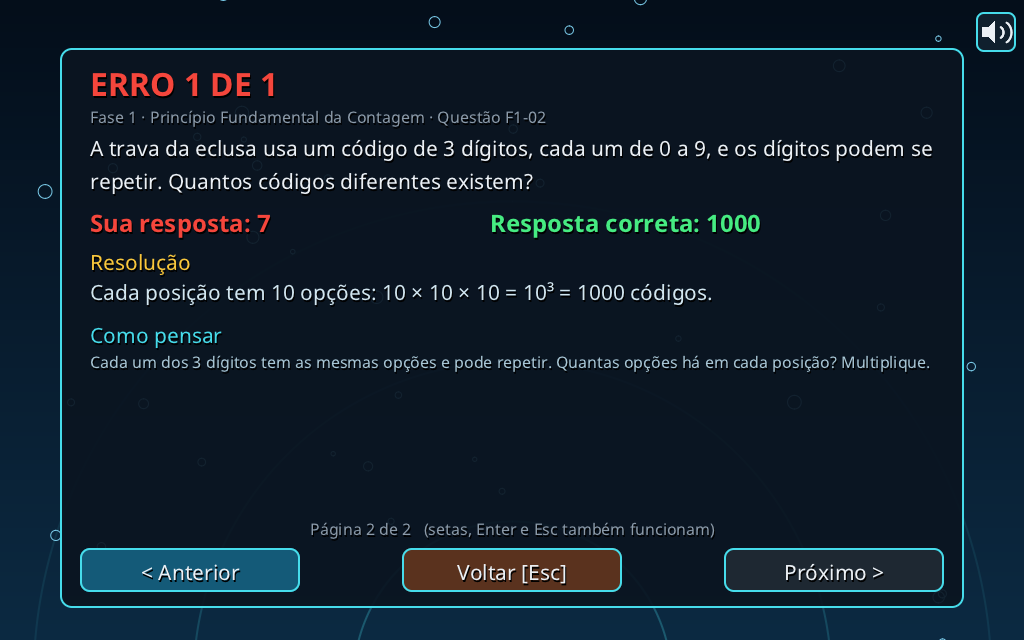 ERRO 1 DE 1
Fase 1 · Princípio Fundamental da Contagem · Questão F1-02
A trava da eclusa usa um código de 3 dígitos, cada um de 0 a 9, e os dígitos podem se
repetir. Quantos códigos diferentes existem?
Sua resposta: 7
Resposta correta: 1000
Resolução
Cada posição tem 10 opções: 10 × 10 × 10 = 10³ = 1000 códigos.
Como pensar
Cada um dos 3 dígitos tem as mesmas opções e pode repetir. Quantas opções há em cada posição? Multiplique.
Página 2 de 2 (setas, Enter e Esc também funcionam)
< Anterior
Voltar [Esc]
Próximo >